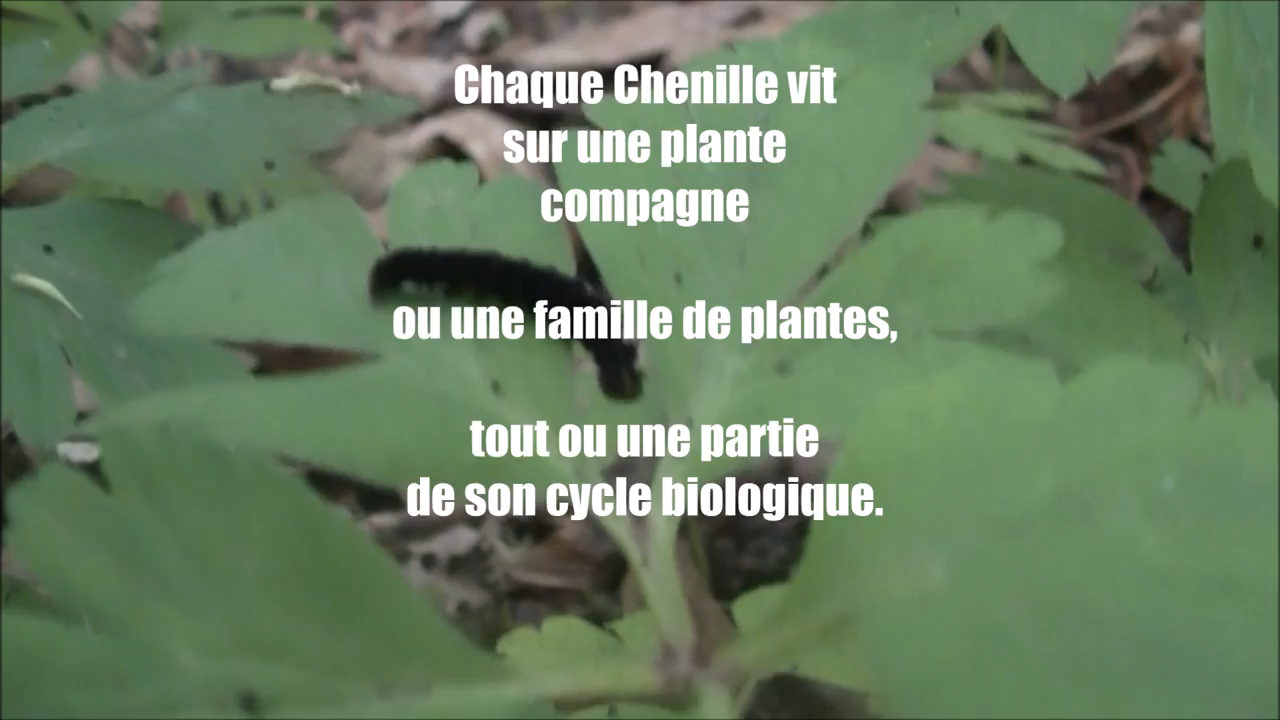 Chaque Chenille vit
sur une plante
compagne
ou une famille de plantes,
tout ou une partie
de son cycle biologique.